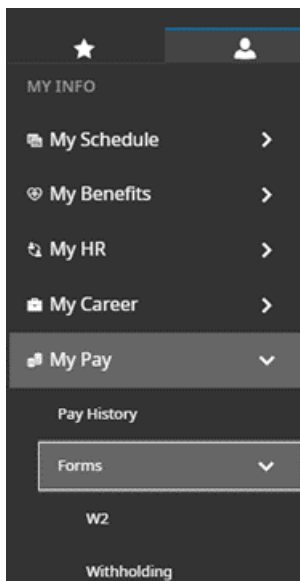 MY INFO
My Schedule
My Benefits
My HR
My Career
My Pay
Pay History
Forms
W2
Withholding